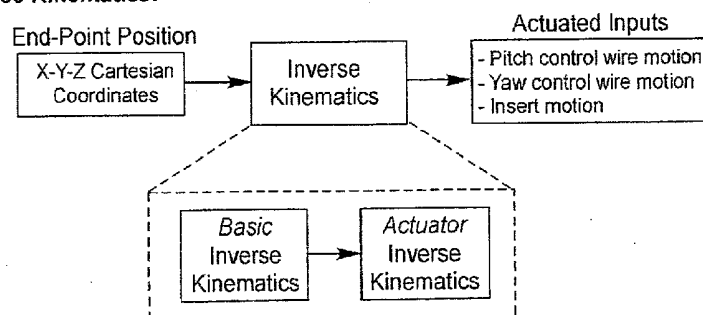 End-Point Position
X-Y-Z Cartesian
Coordinates
Inverse
Kinematics
Actuated Inputs
- Pitch control wire motion
- Yaw control wire motion
- Insert motion
Basic
Inverse
Kinematics
Actuator
Inverse
Kinematics